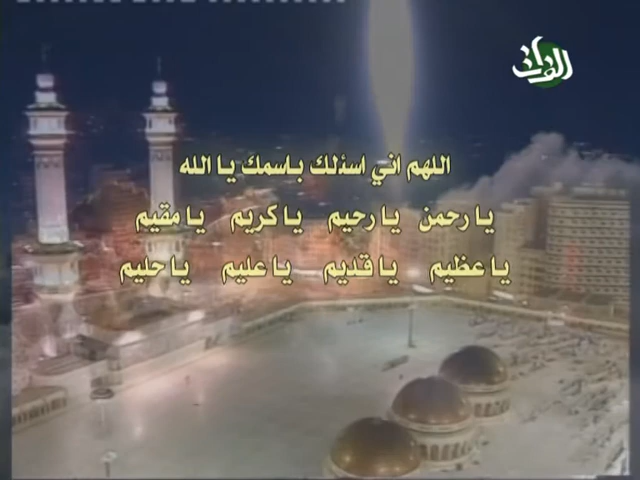 الفرات
اللهم اني اسئلك باسمك يا الله
يا رحمن يا رحيم يا كريم يا مقيم
يا عظيم يا قديم يا عليم يا حليم